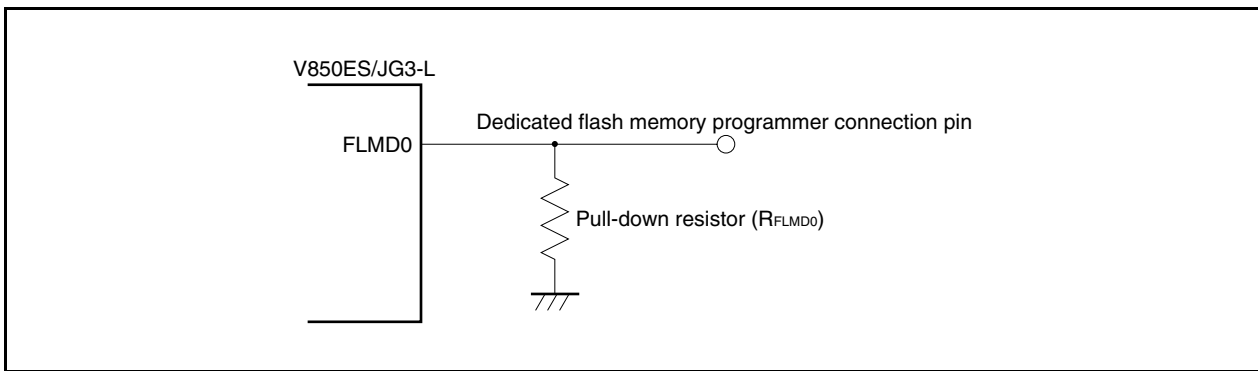 V850ES/JG3-L
Dedicated flash memory programmer connection pin
FLMD0
Pull-down resistor (RFLMD0)